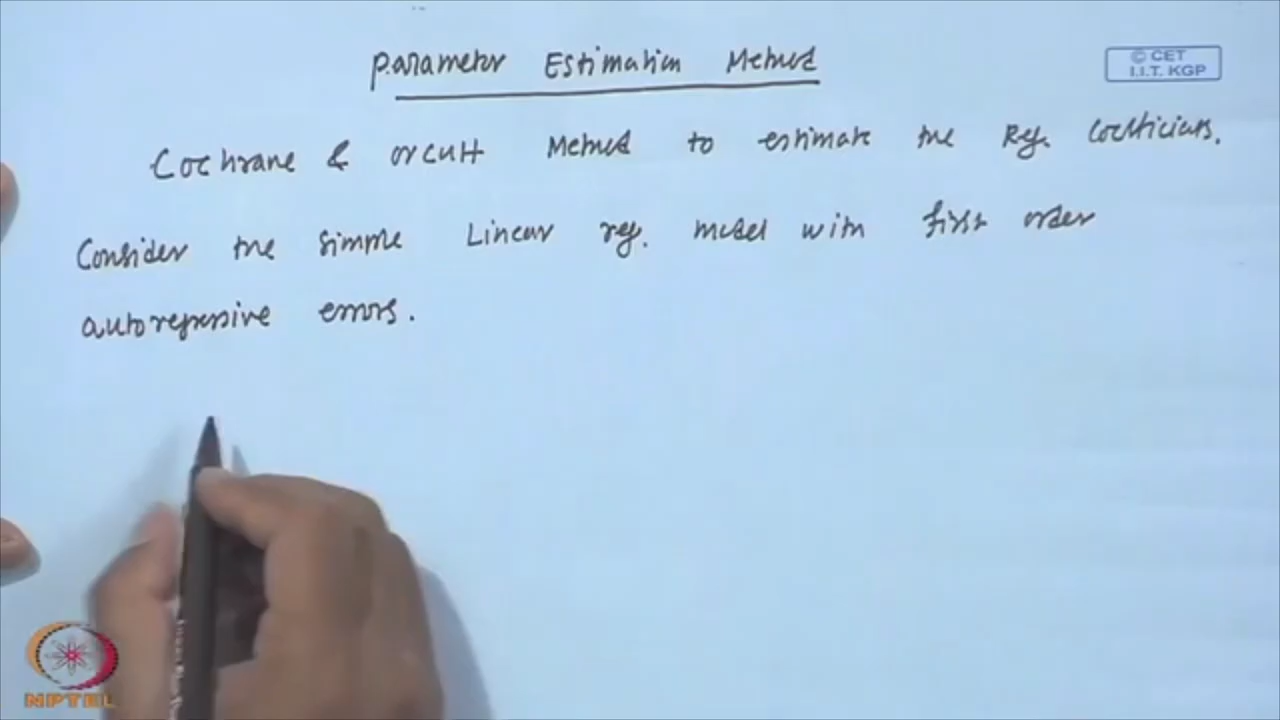 Parameter Estimation Method
© CET
I.I.T. KGP
Cochrane & orcutt Method to estimate the Reg. Coefficients.
Consider the simple Linear reg. model with first order
autoregressive errors.
NPTEL